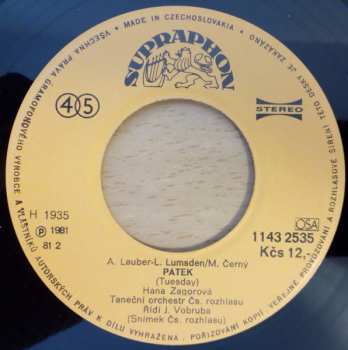 MADE IN CZECHOSLOVAKIA
VŠECHNA PRÁVA GRAMOFONOVÉHO VÝROBCE A VLASTNÍKŮ AUTORSKÝCH PRÁV K DÍLU VYHRAŽENA. POŘIZOVÁNÍ KOPIÍ, VEŘEJNÉ PROVOZOVÁNÍ A ROZHLASOVÉ ŠÍŘENÍ TÉTO DESKY JE ZAKÁZÁNO
SUPRAPHON
45
STEREO
H 1935
℗ 1981
81 2
OSA
1143 2535
Kčs 12,-
A. Lauber-L. Lumsden/M. Černý
PÁTEK
(Tuesday)
Hana Zagorová
Taneční orchestr Čs. rozhlasu
Řídí J. Vobruba
(Snímek Čs. rozhlasu)